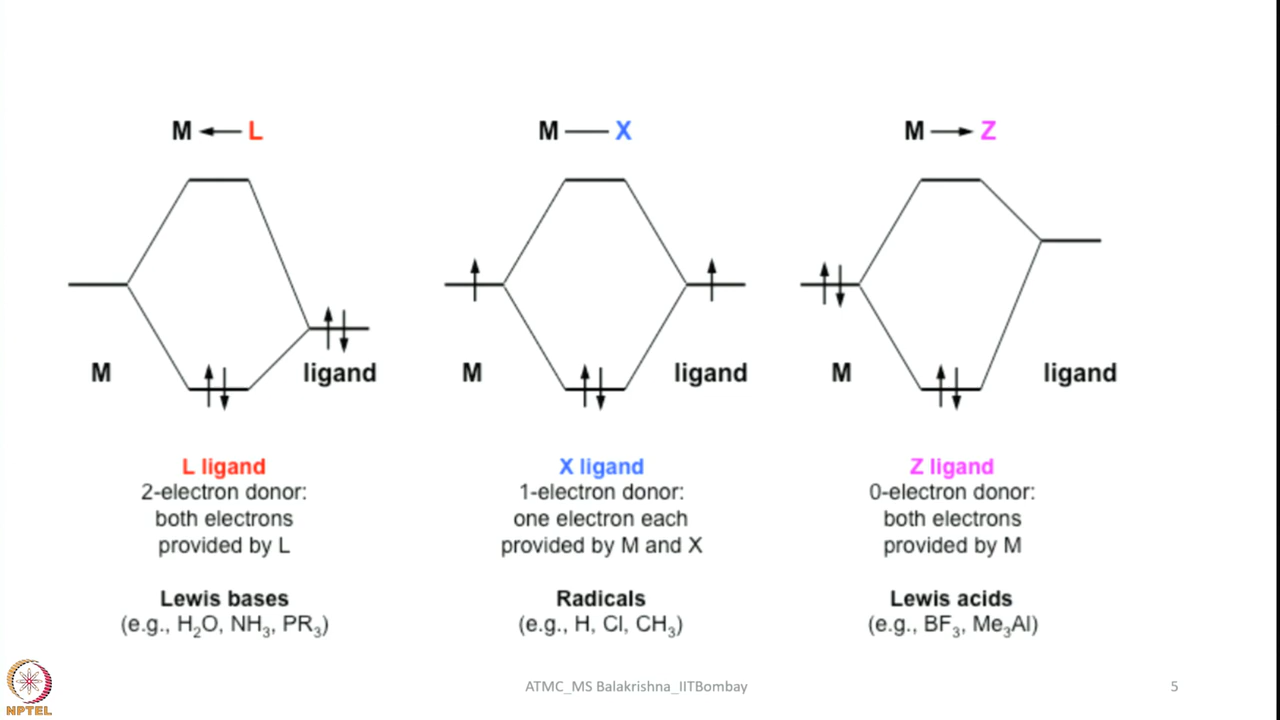 M ← L
M — X
M → Z
M
ligand
M
ligand
M
ligand
L ligand
2-electron donor:
both electrons
provided by L
Lewis bases
(e.g., H₂O, NH₃, PR₃)
X ligand
1-electron donor:
one electron each
provided by M and X
Radicals
(e.g., H, Cl, CH₃)
Z ligand
0-electron donor:
both electrons
provided by M
Lewis acids
(e.g., BF₃, Me₃Al)
NPTEL
ATMC_MS Balakrishna_IITBombay
5